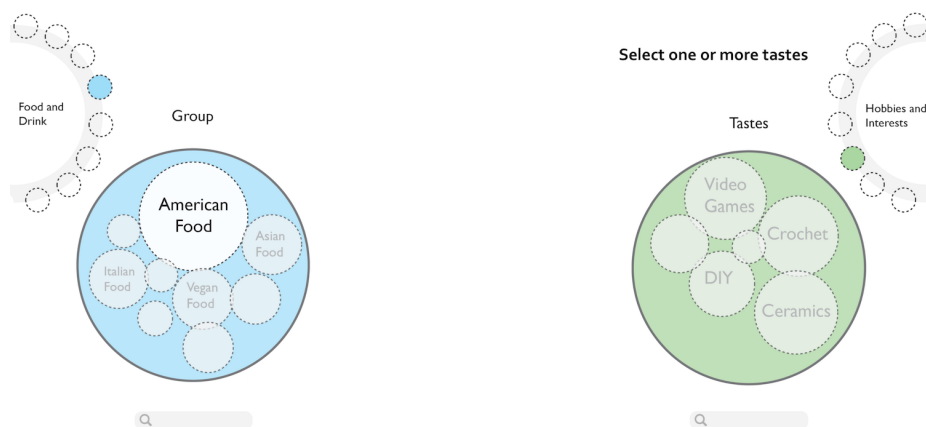 Food and
Drink
Group
American
Food
Asian
Food
Italian
Food
Vegan
Food
Select one or more tastes
Hobbies and
Interests
Tastes
Video
Games
Crochet
DIY
Ceramics